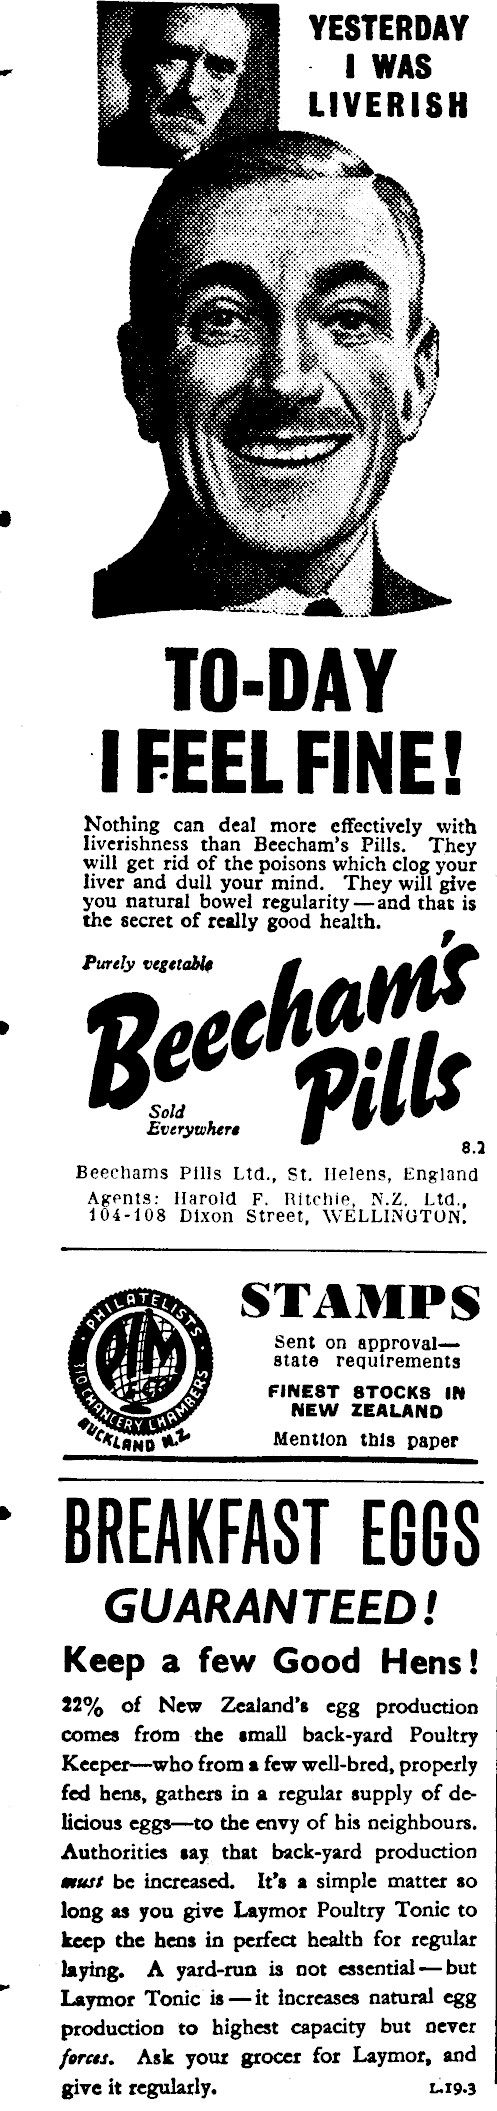 YESTERDAY
I WAS
LIVERISH
TO-DAY
I FEEL FINE!
Nothing can deal more effectively with
liverishness than Beecham's Pills. They
will get rid of the poisons which clog your
liver and dull your mind. They will give
you natural bowel regularity—and that is
the secret of really good health.
Purely vegetable
Beecham's
Pills
Sold
Everywhere
8.2
Beechams Pills Ltd., St. Helens, England
Agents: Harold F. Ritchie, N.Z. Ltd.,
104-108 Dixon Street, WELLINGTON.
PHILATELISTS
PIM
310 CHANCERY CHAMBERS
AUCKLAND N.Z
STAMPS
Sent on approval—
state requirements
FINEST STOCKS IN
NEW ZEALAND
Mention this paper
BREAKFAST EGGS
GUARANTEED!
Keep a few Good Hens!
22% of New Zealand's egg production
comes from the small back-yard Poultry
Keeper—who from a few well-bred, properly
fed hens, gathers in a regular supply of de-
licious eggs—to the envy of his neighbours.
Authorities say that back-yard production
must be increased. It's a simple matter so
long as you give Laymor Poultry Tonic to
keep the hens in perfect health for regular
laying. A yard-run is not essential—but
Laymor Tonic is—it increases natural egg
production to highest capacity but never
forces. Ask your grocer for Laymor, and
give it regularly.
L.19.3